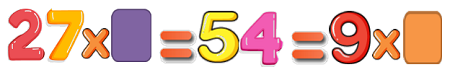 27x = 54 = 9x